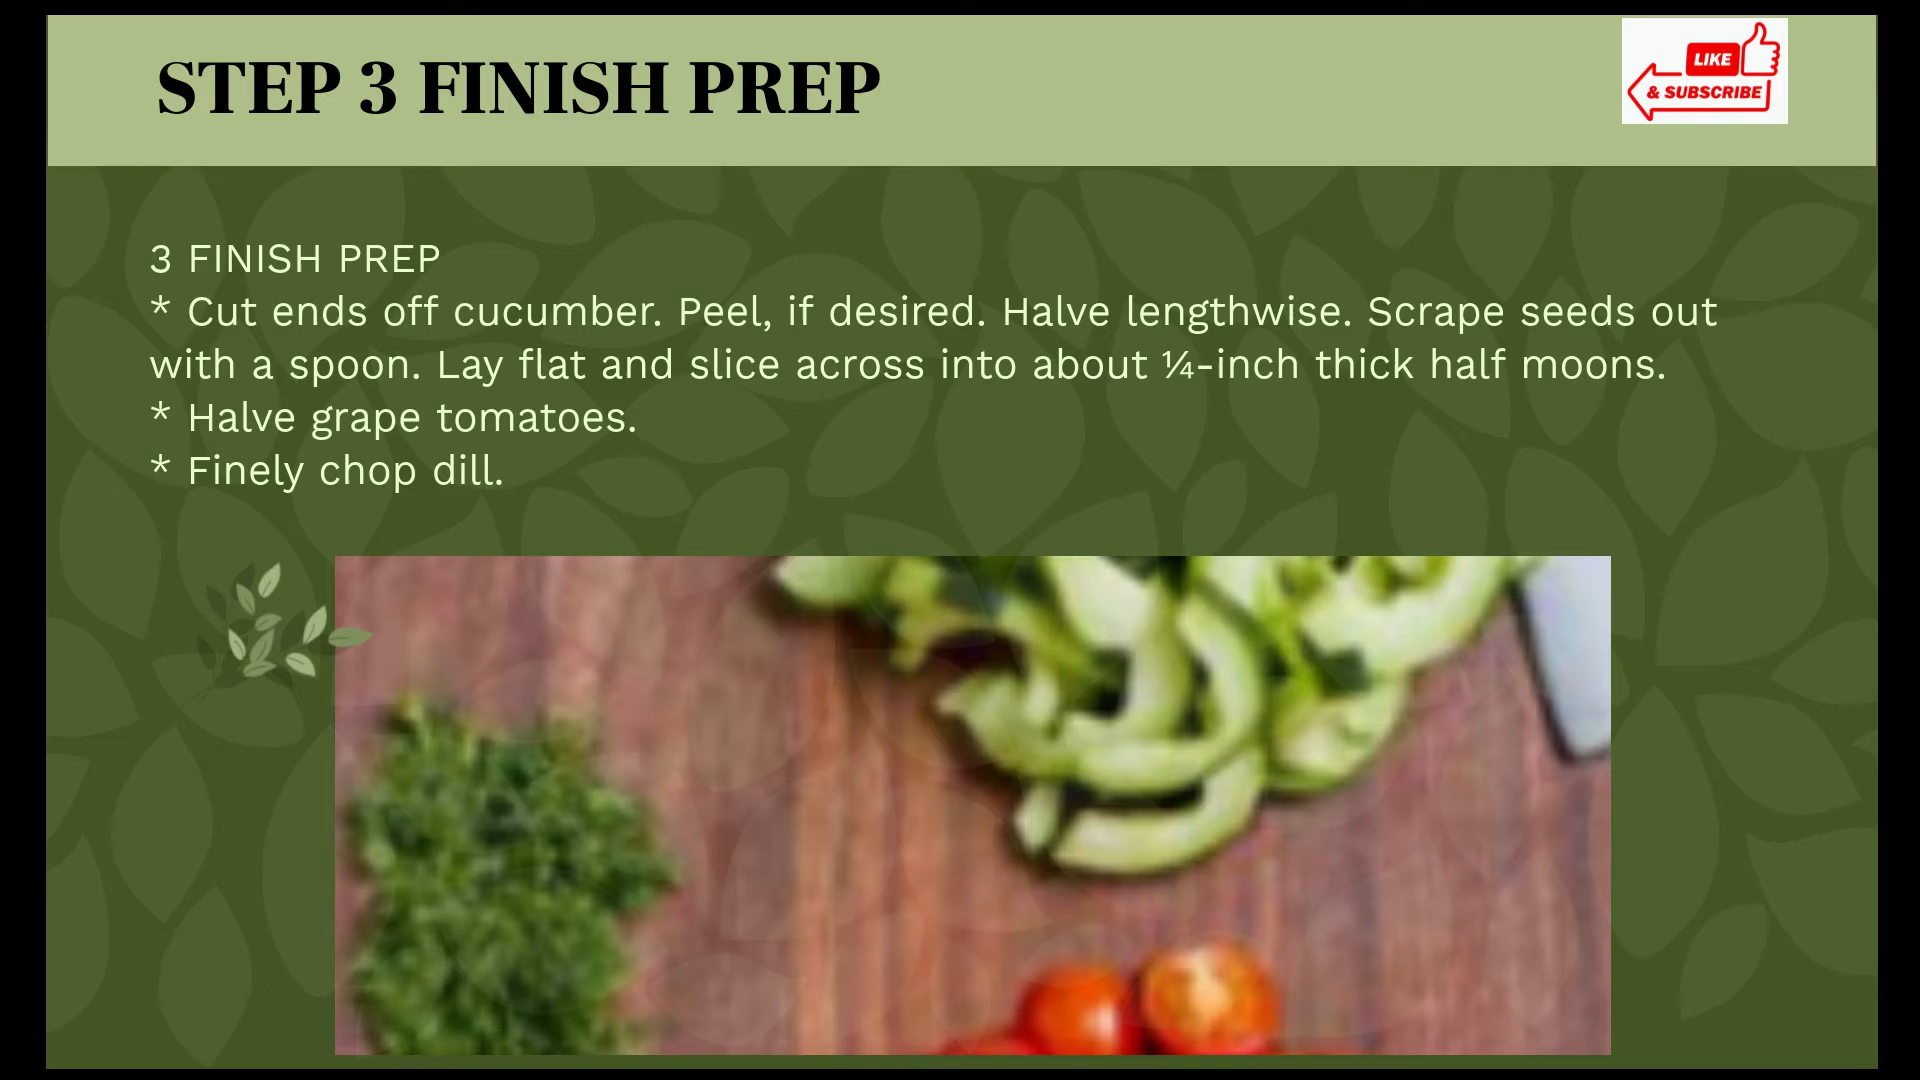 STEP 3 FINISH PREP
LIKE
& SUBSCRIBE
3 FINISH PREP
* Cut ends off cucumber. Peel, if desired. Halve lengthwise. Scrape seeds out
with a spoon. Lay flat and slice across into about ¼-inch thick half moons.
* Halve grape tomatoes.
* Finely chop dill.